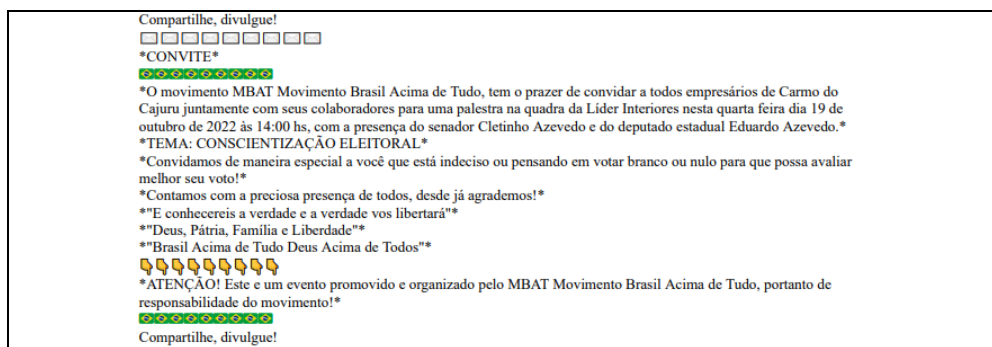 Compartilhe, divulgue!
✉✉✉✉✉✉✉✉✉
*CONVITE*
🇧🇷🇧🇷🇧🇷🇧🇷🇧🇷🇧🇷🇧🇷🇧🇷
*O movimento MBAT Movimento Brasil Acima de Tudo, tem o prazer de convidar a todos empresários de Carmo do
Cajuru juntamente com seus colaboradores para uma palestra na quadra da Líder Interiores nesta quarta feira dia 19 de
outubro de 2022 às 14:00 hs, com a presença do senador Cletinho Azevedo e do deputado estadual Eduardo Azevedo.*
*TEMA: CONSCIENTIZAÇÃO ELEITORAL*
*Convidamos de maneira especial a você que está indeciso ou pensando em votar branco ou nulo para que possa avaliar
melhor seu voto!*
*Contamos com a preciosa presença de todos, desde já agrademos!*
*"E conhecereis a verdade e a verdade vos libertará"*
*"Deus, Pátria, Família e Liberdade"*
*"Brasil Acima de Tudo Deus Acima de Todos"*
👇👇👇👇👇👇👇👇👇
*ATENÇÃO! Este e um evento promovido e organizado pelo MBAT Movimento Brasil Acima de Tudo, portanto de
responsabilidade do movimento!*
🇧🇷🇧🇷🇧🇷🇧🇷🇧🇷🇧🇷🇧🇷🇧🇷
Compartilhe, divulgue!